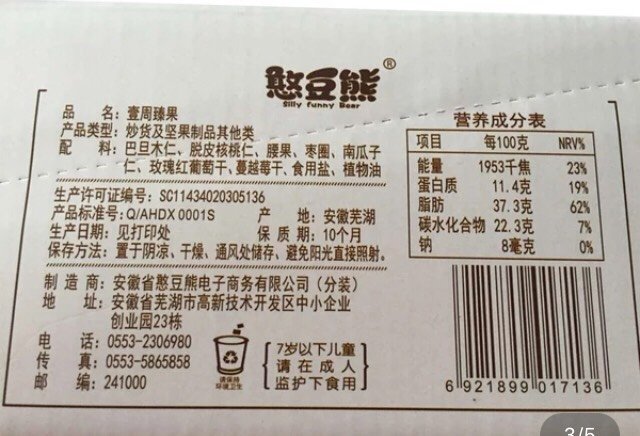 憨豆熊®
Silly funny Bear
品 名：壹周臻果
产品类型：炒货及坚果制品其他类
配 料：巴旦木仁、脱皮核桃仁、腰果、枣圈、南瓜子
仁、玫瑰红葡萄干、蔓越莓干、食用盐、植物油
生产许可证编号：SC11434020305136
产品标准号：Q/AHDX 0001S 产 地：安徽芜湖
生产日期：见打印处 保 质 期：10个月
保存方法：置于阴凉、干燥、通风处储存、避免阳光直接照射。
制 造 商：安徽省憨豆熊电子商务有限公司（分装）
地 址：安徽省芜湖市高新技术开发区中小企业
创业园23栋
电 话：0553-2306980
传 真：0553-5865858
邮 编：241000
请保持
环境卫生
7岁以下儿童
请在成人
监护下食用
营养成分表
项目 每100克 NRV%
能量 1953千焦 23%
蛋白质 11.4克 19%
脂肪 37.3克 62%
碳水化合物 22.3克 7%
钠 8毫克 0%
6 921899 017136
3/5